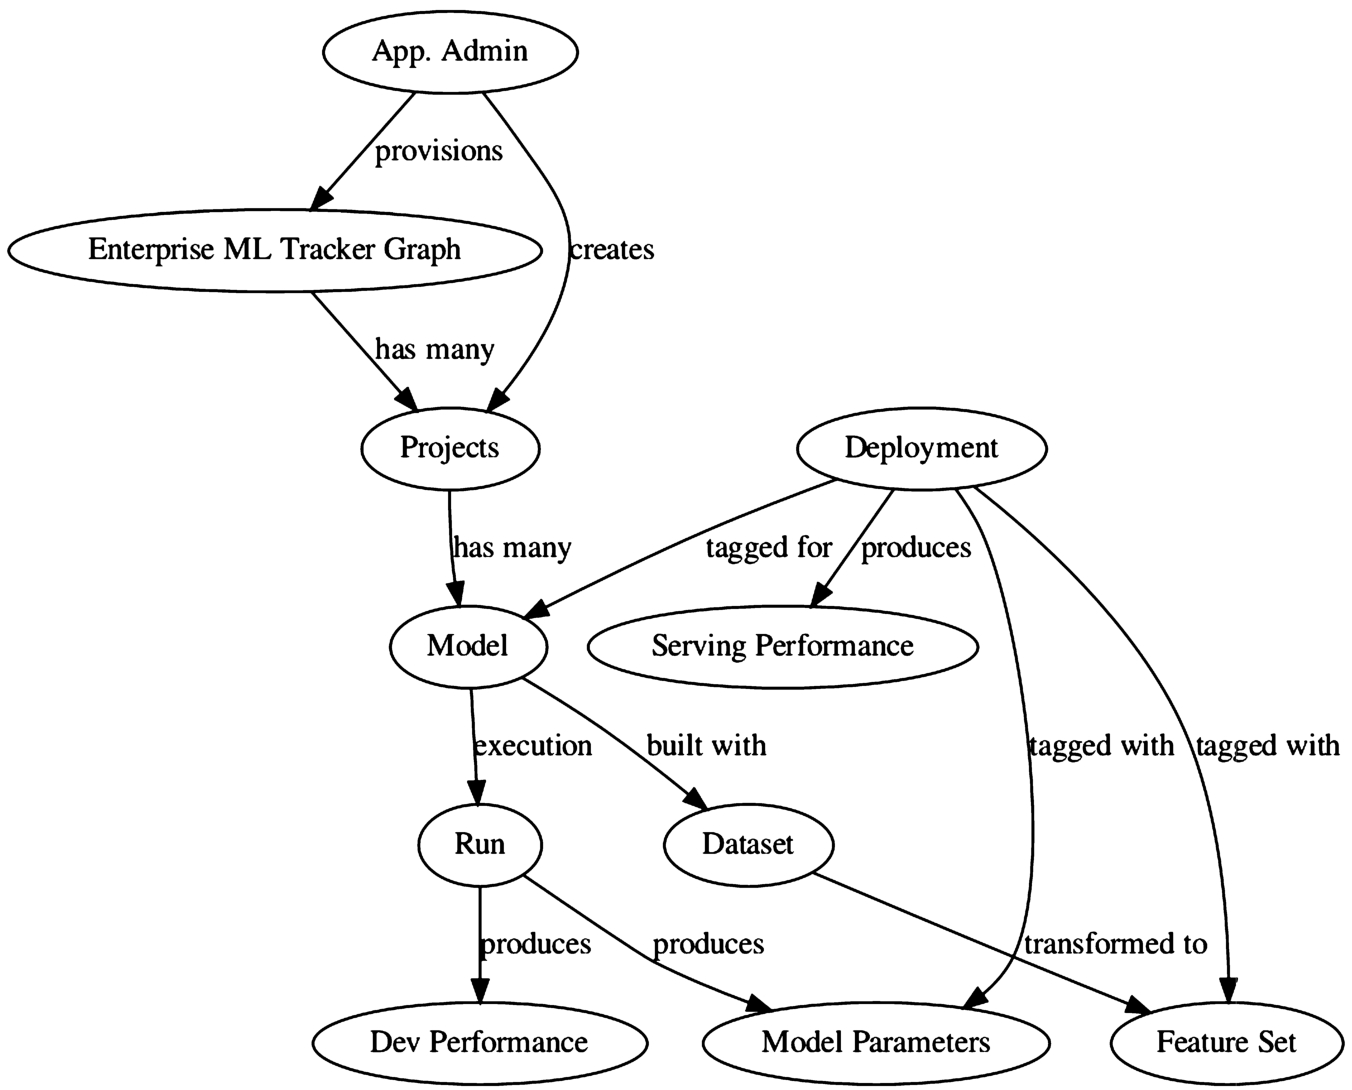 App. Admin
provisions
Enterprise ML Tracker Graph
creates
has many
Projects
Deployment
has many
tagged for
produces
Model
Serving Performance
execution
built with
tagged with
tagged with
Run
Dataset
produces
produces
transformed to
Dev Performance
Model Parameters
Feature Set